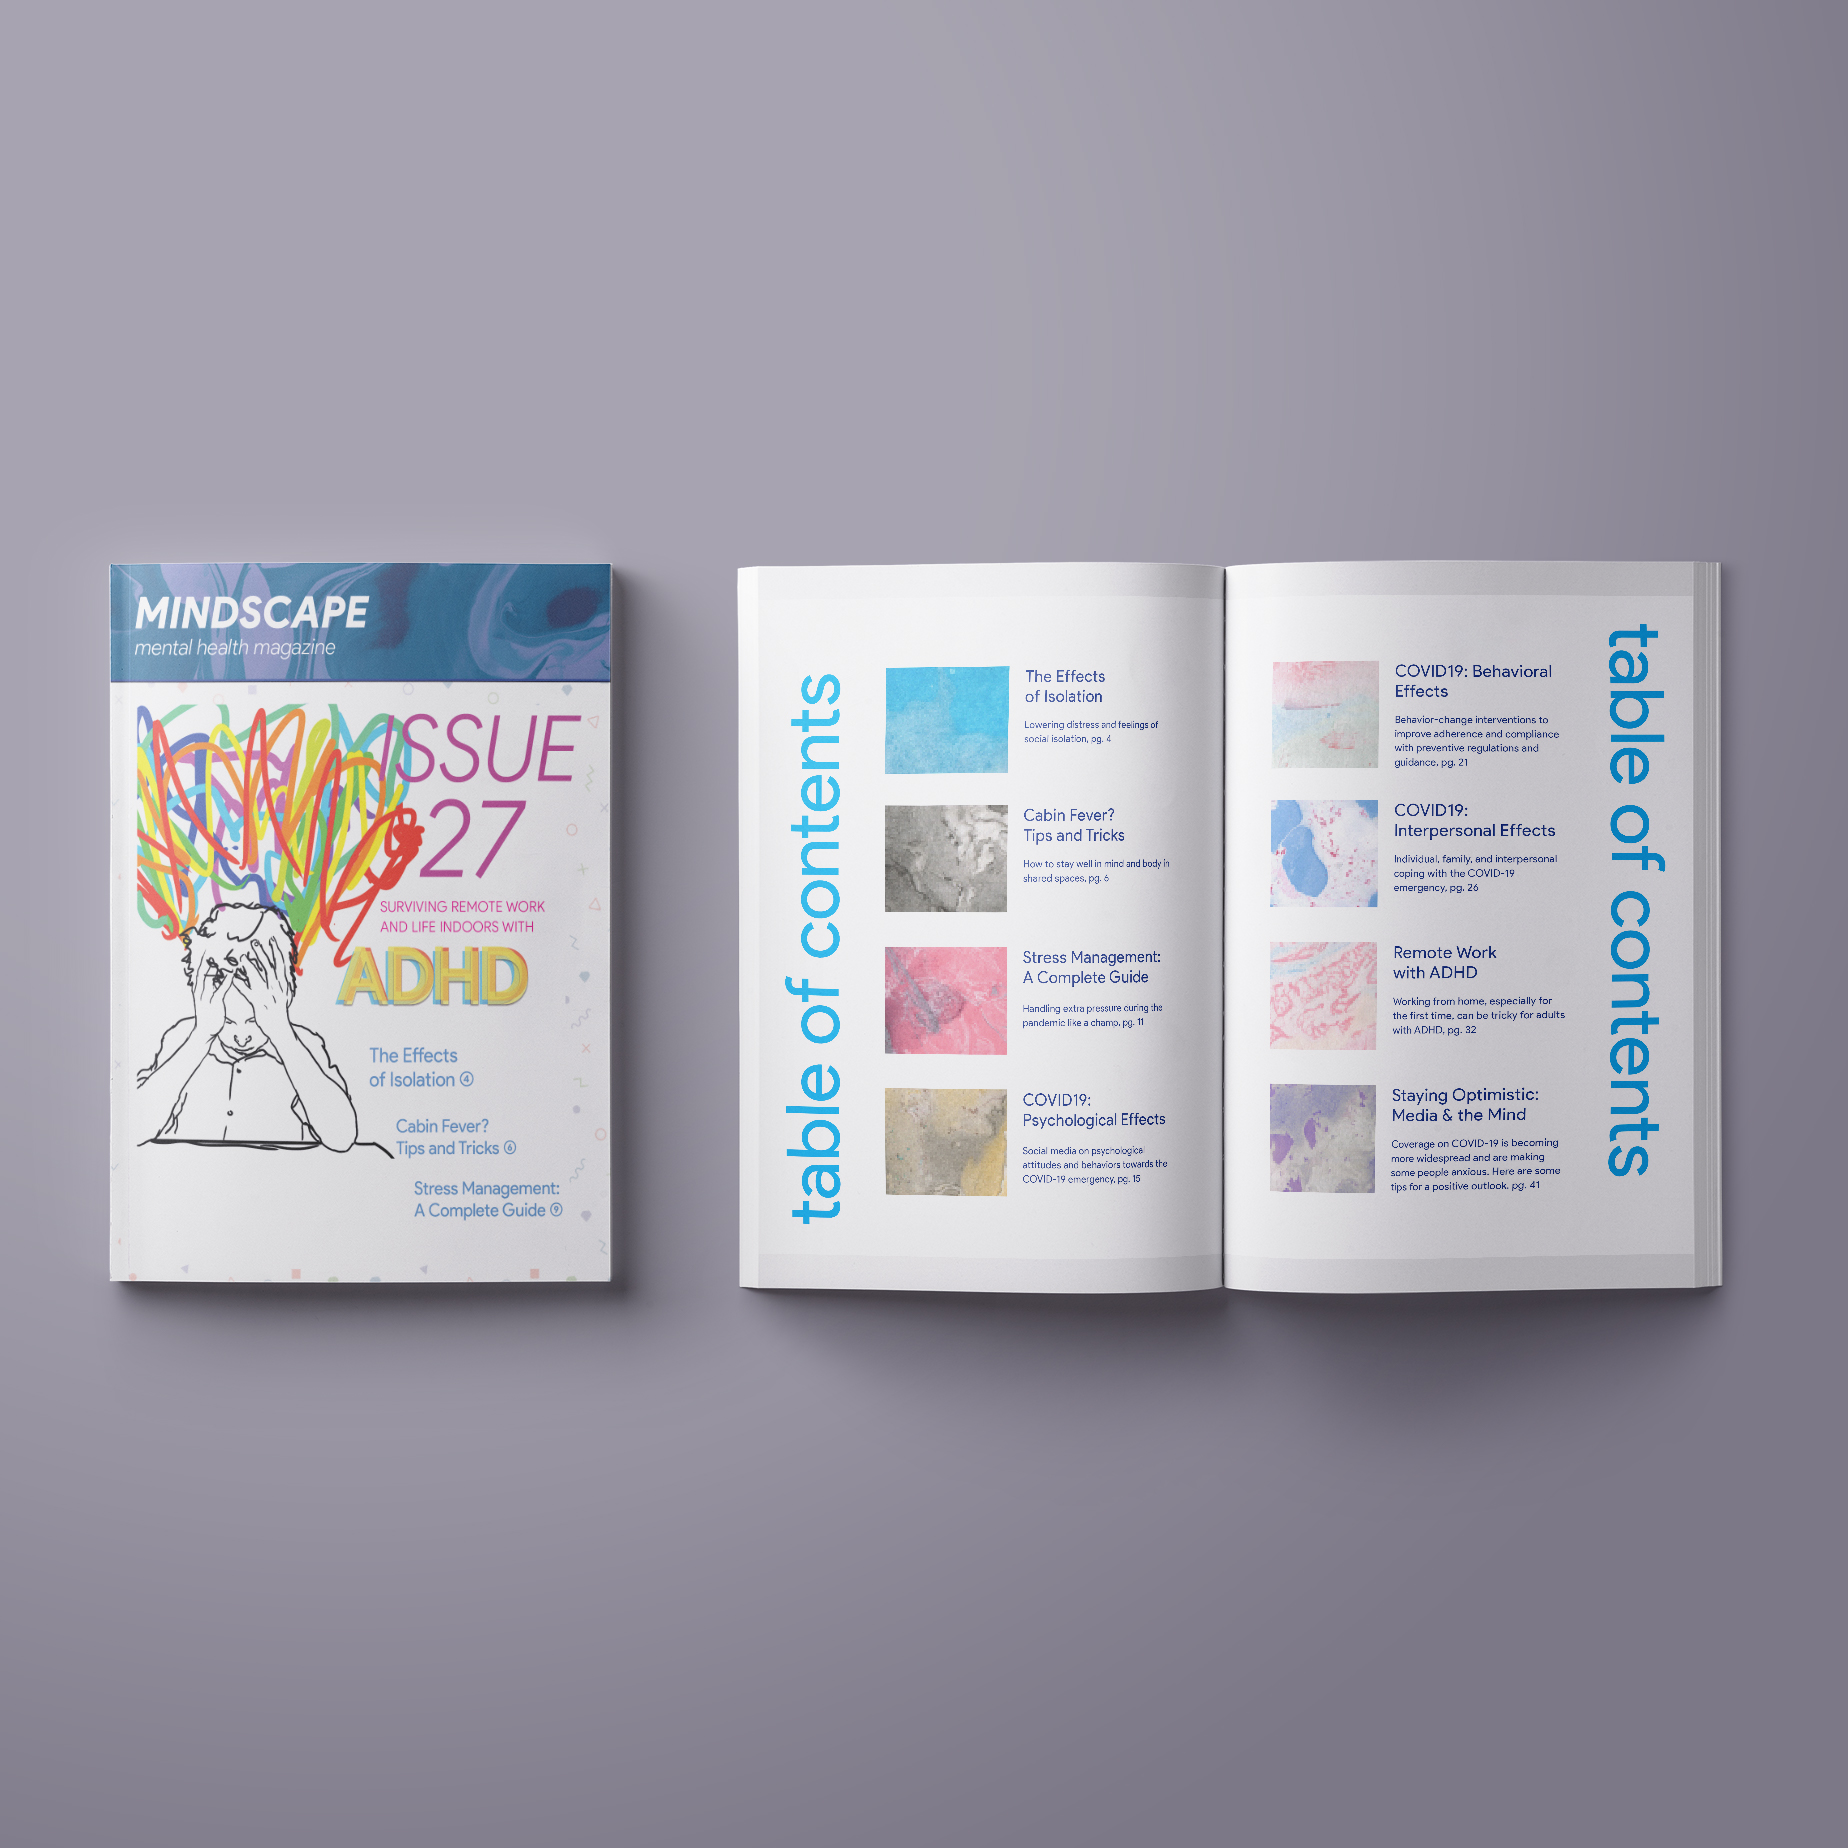 MINDSCAPE
mental health magazine
ISSUE
27
SURVIVING REMOTE WORK
AND LIFE INDOORS WITH
ADHD
The Effects
of Isolation 4
Cabin Fever?
Tips and Tricks 6
Stress Management:
A Complete Guide 9
table of contents
The Effects
of Isolation
Lowering distress and feelings of
social isolation, pg. 4
Cabin Fever?
Tips and Tricks
How to stay well in mind and body in
shared spaces, pg. 6
Stress Management:
A Complete Guide
Handling extra pressure curing the
pandemic like a champ, pg. 11
COVID19:
Psychological Effects
Social media on psychological
attitudes and behaviors towards the
COVID-19 emergency, pg. 15
COVID19: Behavioral
Effects
Behavior-change interventions to
improve adherence and compliance
with preventive regulations and
guidance, pg. 21
COVID19:
Interpersonal Effects
Individual, family, and interpersonal
coping with the COVID-19
emergency, pg. 26
Remote Work
with ADHD
Working from home, especially for
the first time, can be tricky for adults
with ADHD, pg. 32
Staying Optimistic:
Media & the Mind
Coverage on COVID-19 is becoming
more widespread and are making
some people anxious. Here are some
tips for a positive outlook. pg. 41
table of contents